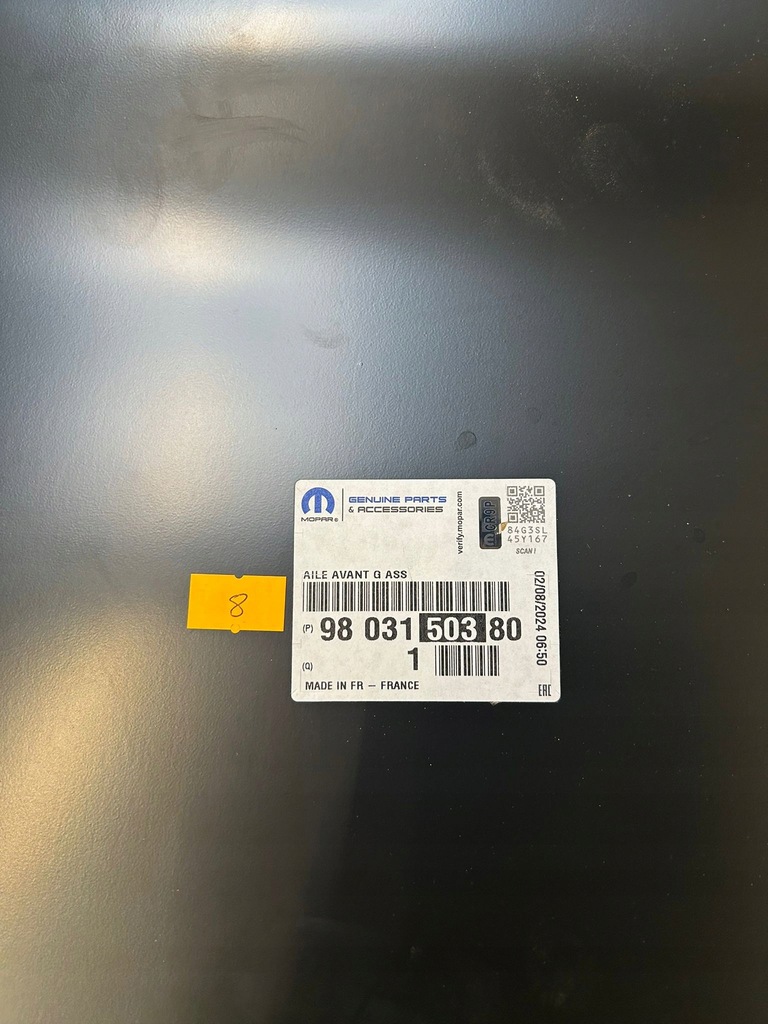 MOPAR®
GENUINE PARTS
& ACCESSORIES
verify.mopar.com
84G3SL
45Y167
SCAN!
AILE AVANT G ASS
(P) 98 031 503 80
(Q) 1
MADE IN FR – FRANCE
02/08/2024 06:50
EAC
8